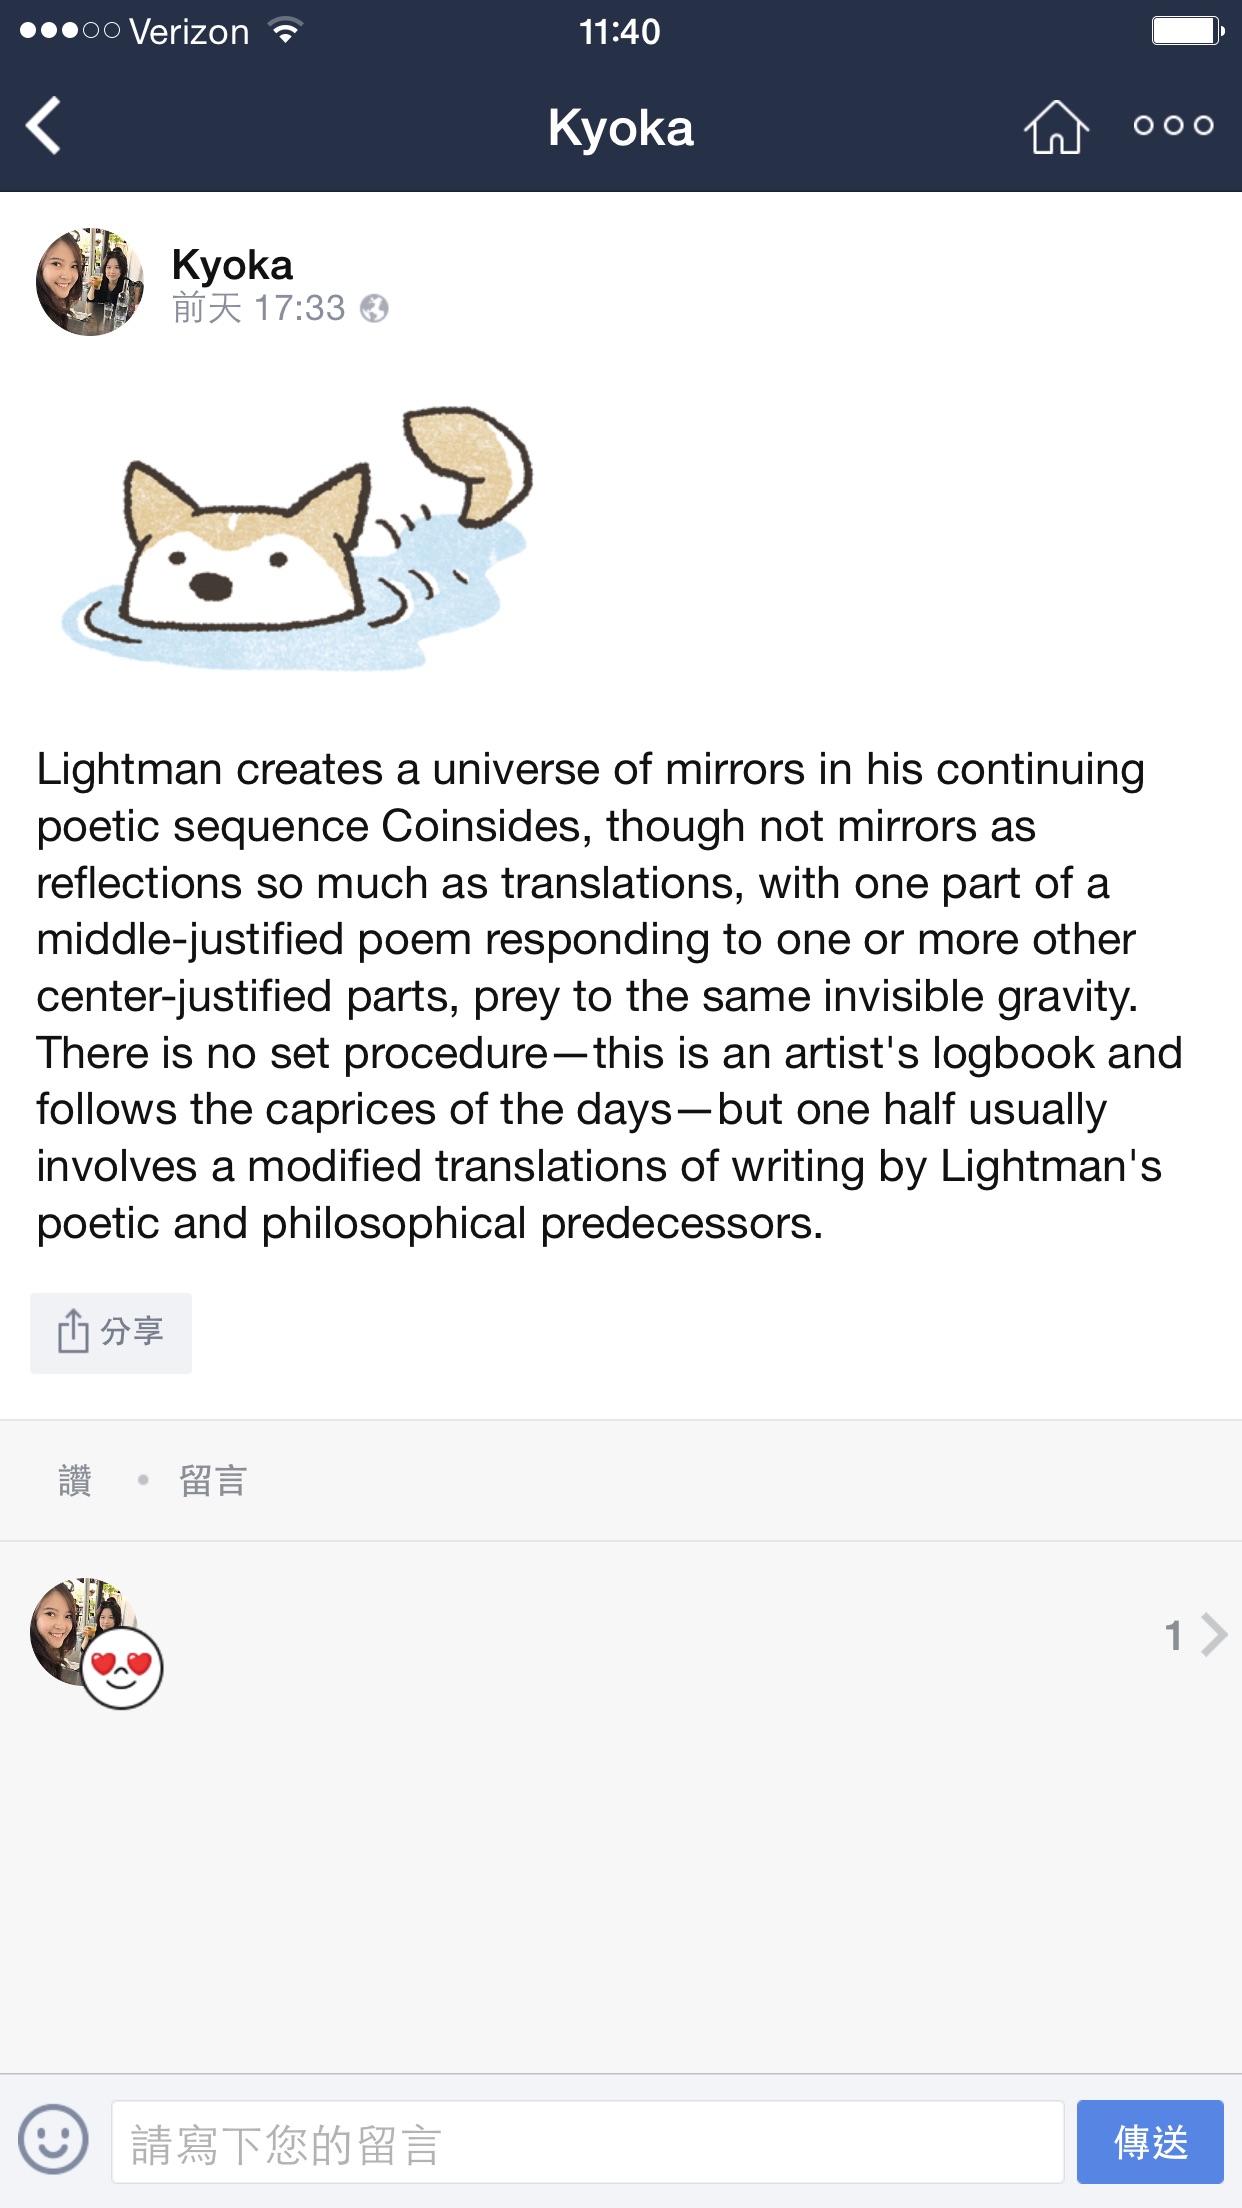 Verizon
11:40
Kyoka
Kyoka
前天 17:33
Lightman creates a universe of mirrors in his continuing
poetic sequence Coinsides, though not mirrors as
reflections so much as translations, with one part of a
middle-justified poem responding to one or more other
center-justified parts, prey to the same invisible gravity.
There is no set procedure—this is an artist's logbook and
follows the caprices of the days—but one half usually
involves a modified translations of writing by Lightman's
poetic and philosophical predecessors.
分享
讚 • 留言
1
請寫下您的留言
傳送